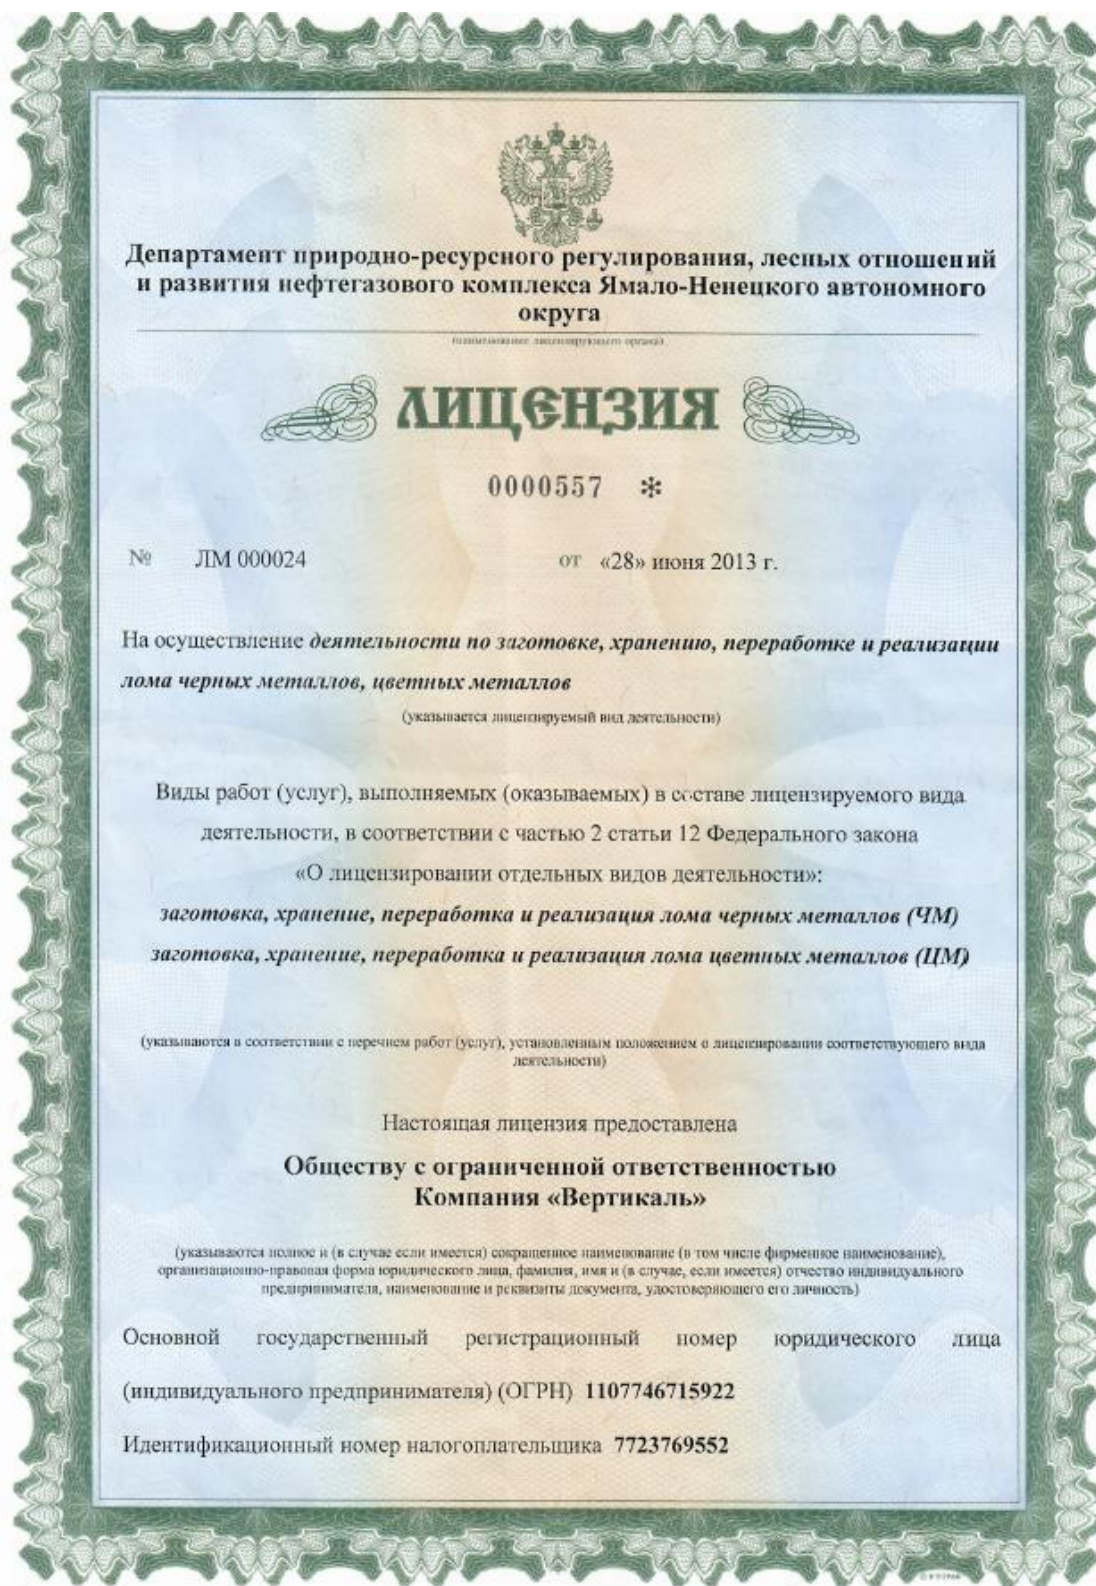 Департамент природно-ресурсного регулирования, лесных отношений
и развития нефтегазового комплекса Ямало-Ненецкого автономного
округа
(наименование лицензирующего органа)
ЛИЦЕНЗИЯ
0000557 *
№ ЛМ 000024 от «28» июня 2013 г.
На осуществление деятельности по заготовке, хранению, переработке и реализации
лома черных металлов, цветных металлов
(указывается лицензируемый вид деятельности)
Виды работ (услуг), выполняемых (оказываемых) в составе лицензируемого вида
деятельности, в соответствии с частью 2 статьи 12 Федерального закона
«О лицензировании отдельных видов деятельности»:
заготовка, хранение, переработка и реализация лома черных металлов (ЧМ)
заготовка, хранение, переработка и реализация лома цветных металлов (ЦМ)
(указываются в соответствии с перечнем работ (услуг), установленным положением о лицензировании соответствующего вида
деятельности)
Настоящая лицензия предоставлена
Обществу с ограниченной ответственностью
Компания «Вертикаль»
(указываются полное и (в случае если имеется) сокращенное наименование (в том числе фирменное наименование),
организационно-правовая форма юридического лица, фамилия, имя и (в случае, если имеется) отчество индивидуального
предпринимателя, наименование и реквизиты документа, удостоверяющего его личность)
Основной государственный регистрационный номер юридического лица
(индивидуального предпринимателя) (ОГРН) 1107746715922
Идентификационный номер налогоплательщика 7723769552